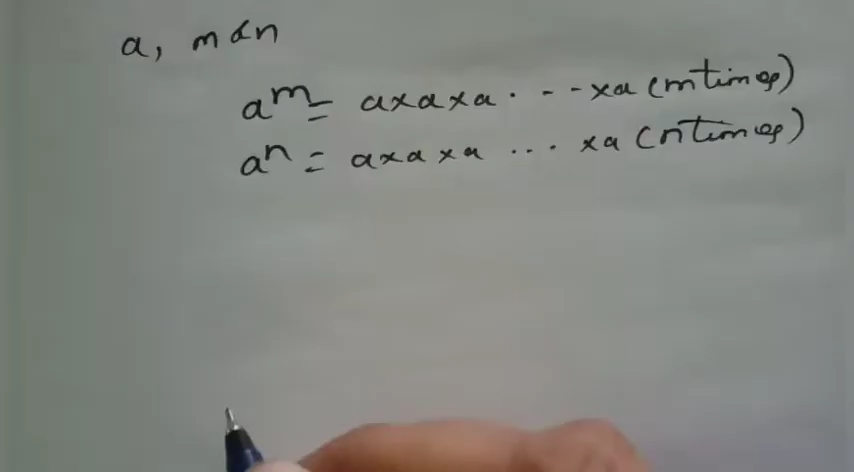 a, m & n
a^m = a×a×a· - - ×a (m times)
a^n = a×a×a ... ×a (n times)